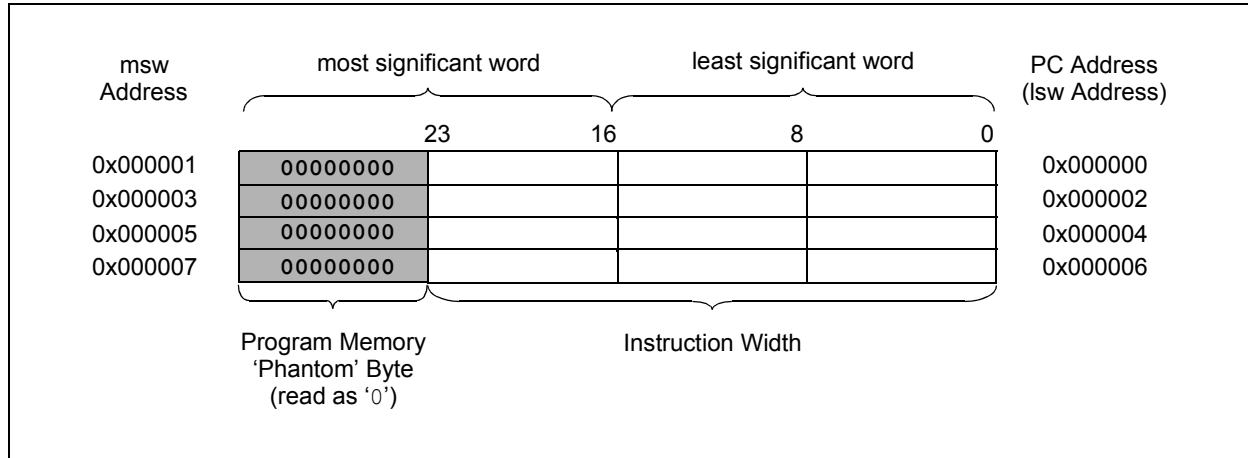 msw
Address
most significant word
least significant word
PC Address
(lsw Address)
23 16 8 0
0x000001 00000000 0x000000
0x000003 00000000 0x000002
0x000005 00000000 0x000004
0x000007 00000000 0x000006
Program Memory
‘Phantom’ Byte
(read as ‘0’)
Instruction Width